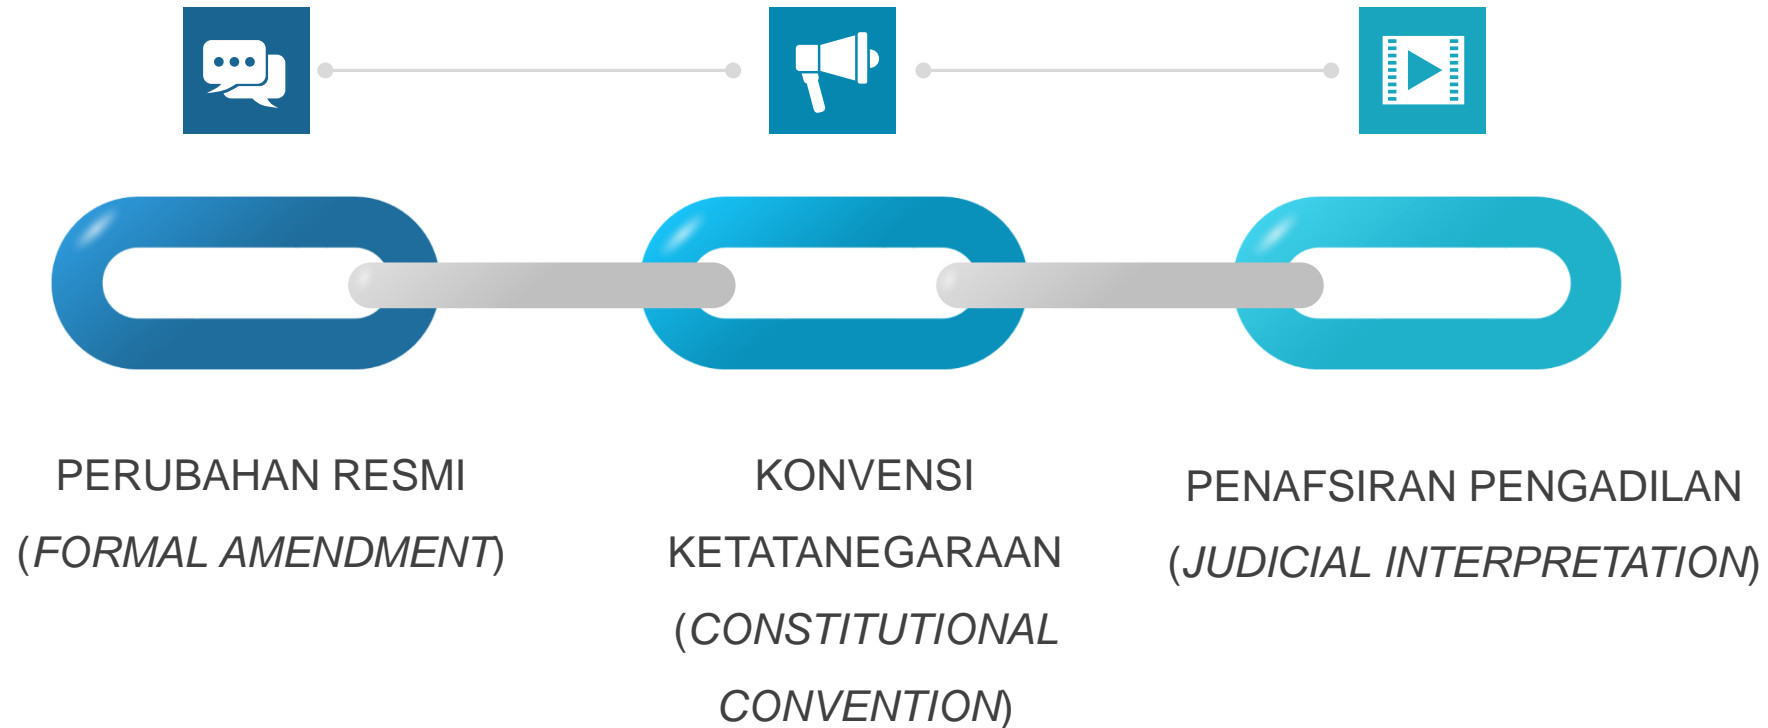 PERUBAHAN RESMI
(FORMAL AMENDMENT)
KONVENSI
KETATANEGARAAN
(CONSTITUTIONAL
CONVENTION)
PENAFSIRAN PENGADILAN
(JUDICIAL INTERPRETATION)